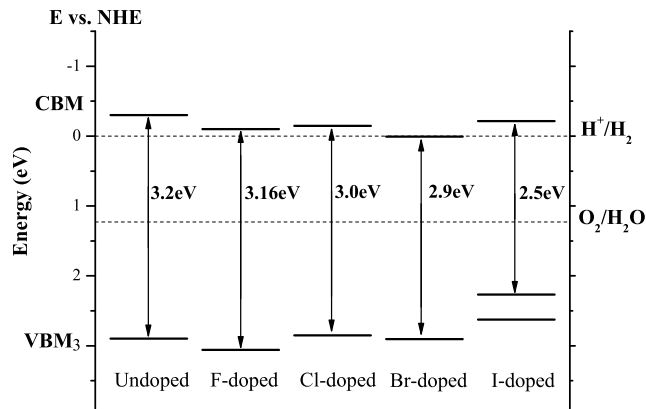 E vs. NHE
-1
CBM
0
H⁺/H₂
3.2eV
3.16eV
3.0eV
2.9eV
2.5eV
Energy (eV)
1
O₂/H₂O
2
VBM3
Undoped
F-doped
Cl-doped
Br-doped
I-doped